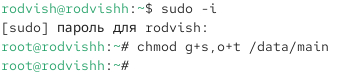 rodvish@rodvishh:~$ sudo -i
[sudo] пароль для rodvish:
root@rodvishh:~# chmod g+s,o+t /data/main
root@rodvishh:~#